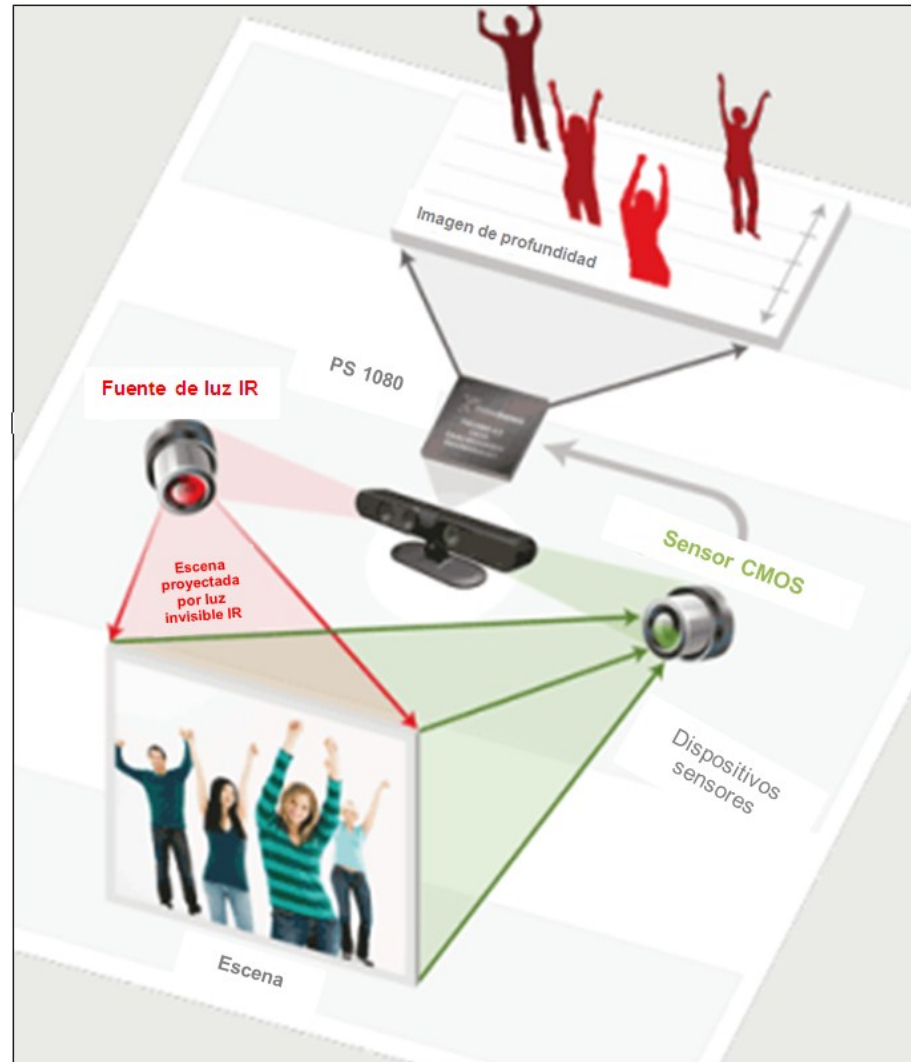 Imagen de profundidad
PS 1080
Fuente de luz IR
Sensor CMOS
Escena
proyectada
por luz
invisible IR
Dispositivos
sensores
Escena